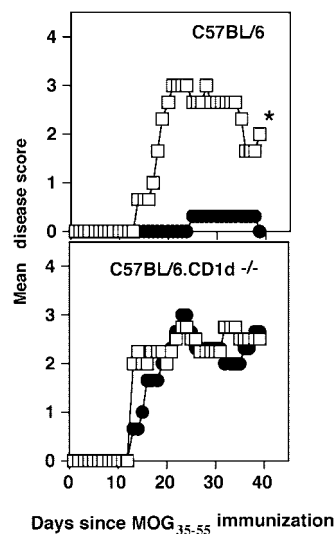 C57BL/6
4
3
2
1
0
*
Mean disease score
C57BL/6.CD1d -/-
4
3
2
1
0
0 10 20 30 40 50
Days since MOG35-55 immunization